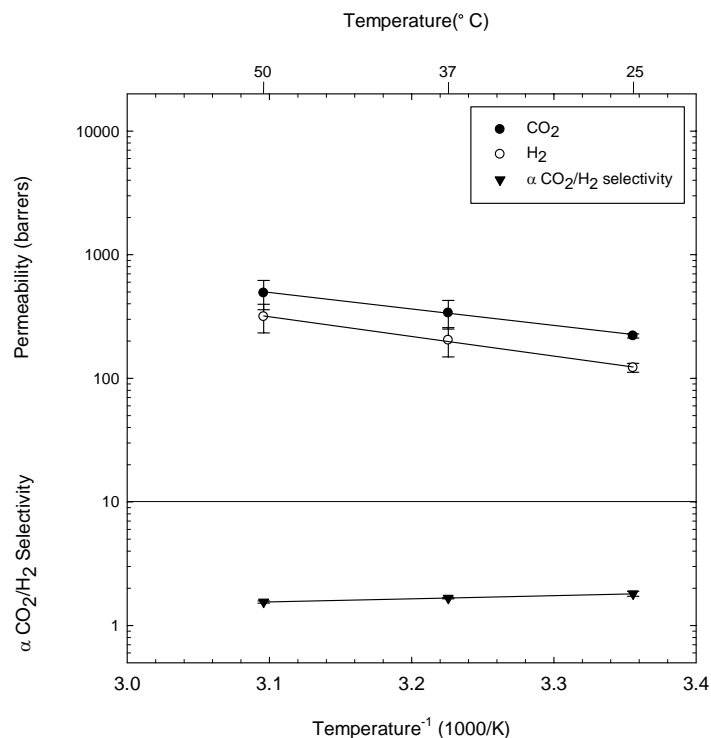 Temperature(° C)
50 37 25
CO2
H2
α CO2/H2 selectivity
Permeability (barrers)
α CO2/H2 Selectivity
10000
1000
100
10
1
3.0 3.1 3.2 3.3 3.4
Temperature-1 (1000/K)